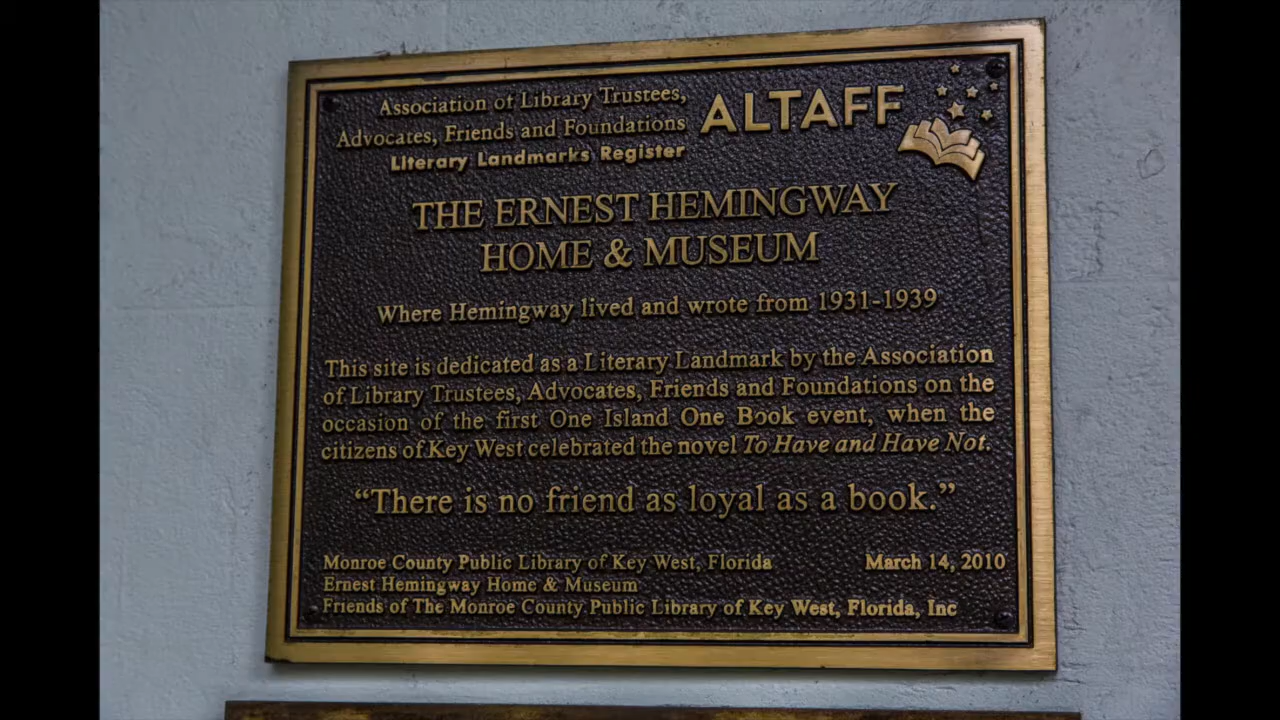 Association of Library Trustees,
Advocates, Friends and Foundations
Literary Landmarks Register
ALTAFF
THE ERNEST HEMINGWAY
HOME & MUSEUM
Where Hemingway lived and wrote from 1931-1939
This site is dedicated as a Literary Landmark by the Association
of Library Trustees, Advocates, Friends and Foundations on the
occasion of the first One Island One Book event, when the
citizens of Key West celebrated the novel To Have and Have Not.
“There is no friend as loyal as a book.”
Monroe County Public Library of Key West, Florida March 14, 2010
Ernest Hemingway Home & Museum
Friends of The Monroe County Public Library of Key West, Florida, Inc